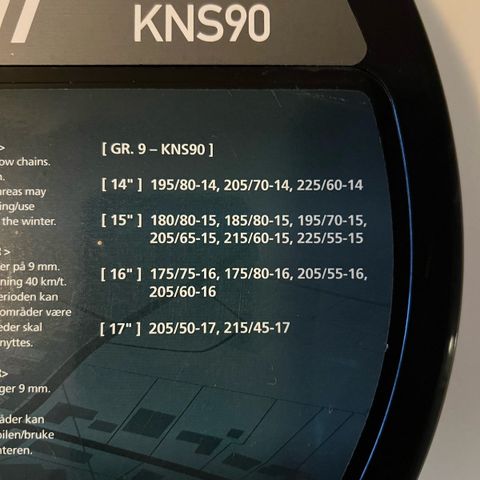 KNS90
>
ow chains.
n.
areas may
ing/use
the winter.
>
er på 9 mm.
ning 40 km/t.
erioden kan
områder være
eder skal
nyttes.
>
ger 9 mm.
åder kan
oilen/bruke
nteren.
[ GR. 9 – KNS90 ]
[ 14" ] 195/80-14, 205/70-14, 225/60-14
[ 15" ] 180/80-15, 185/80-15, 195/70-15,
205/65-15, 215/60-15, 225/55-15
[ 16" ] 175/75-16, 175/80-16, 205/55-16,
205/60-16
[ 17" ] 205/50-17, 215/45-17